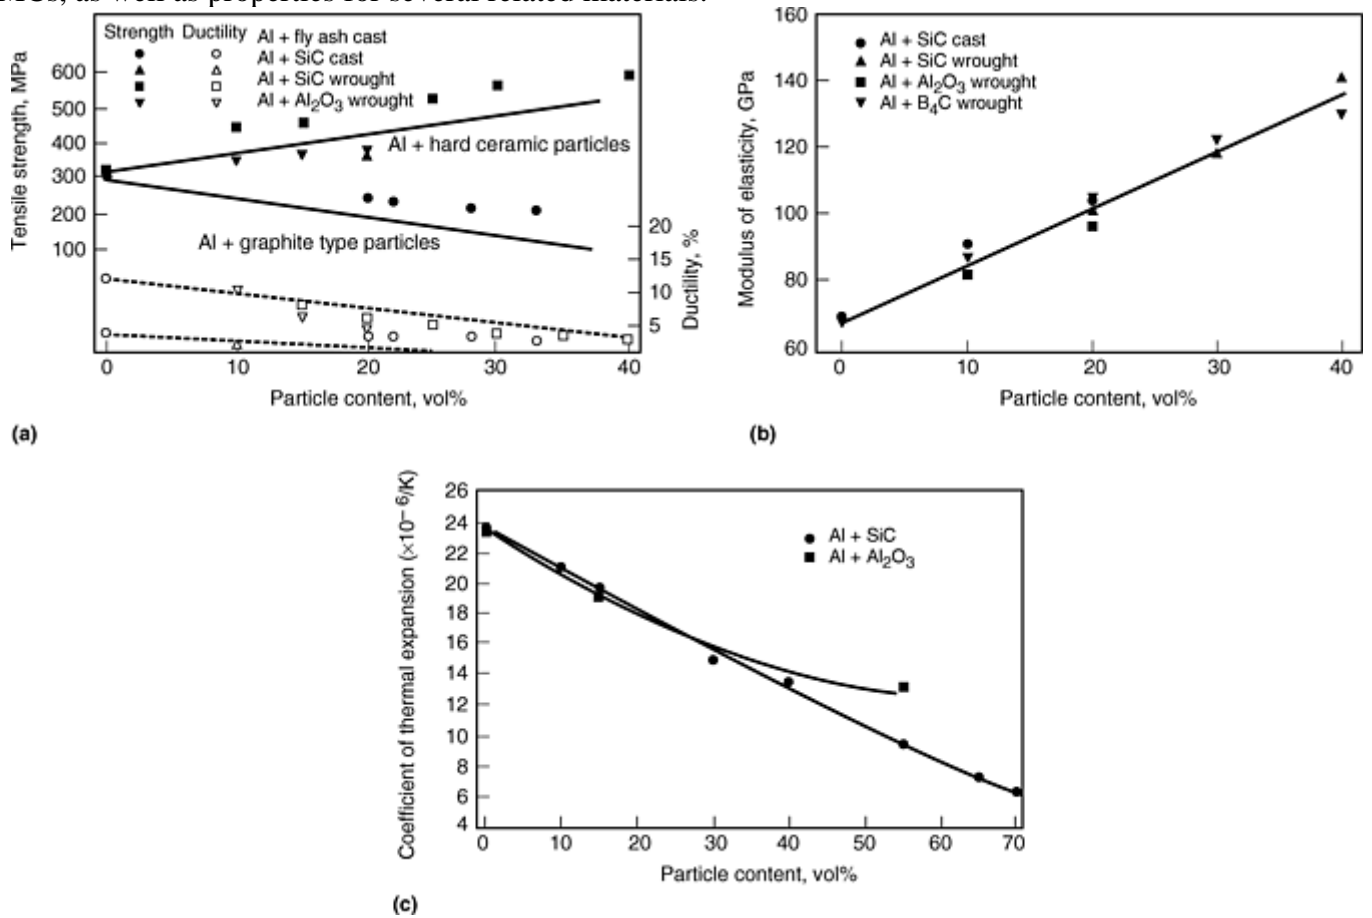 MCs, as well as properties for several related materials.
Strength Ductility
Al + fly ash cast
Al + SiC cast
Al + SiC wrought
Al + Al2O3 wrought
Tensile strength, MPa
600
500
400
300
200
100
Al + hard ceramic particles
Al + graphite type particles
20
15
10
5
Ductility, %
0 10 20 30 40
Particle content, vol%
(a)
160
140
120
100
80
60
Modulus of elasticity, GPa
Al + SiC cast
Al + SiC wrought
Al + Al2O3 wrought
Al + B4C wrought
0 10 20 30 40
Particle content, vol%
(b)
Coefficient of thermal expansion (×10−6/K)
26
24
22
20
18
16
14
12
10
8
6
4
Al + SiC
Al + Al2O3
0 10 20 30 40 50 60 70
Particle content, vol%
(c)